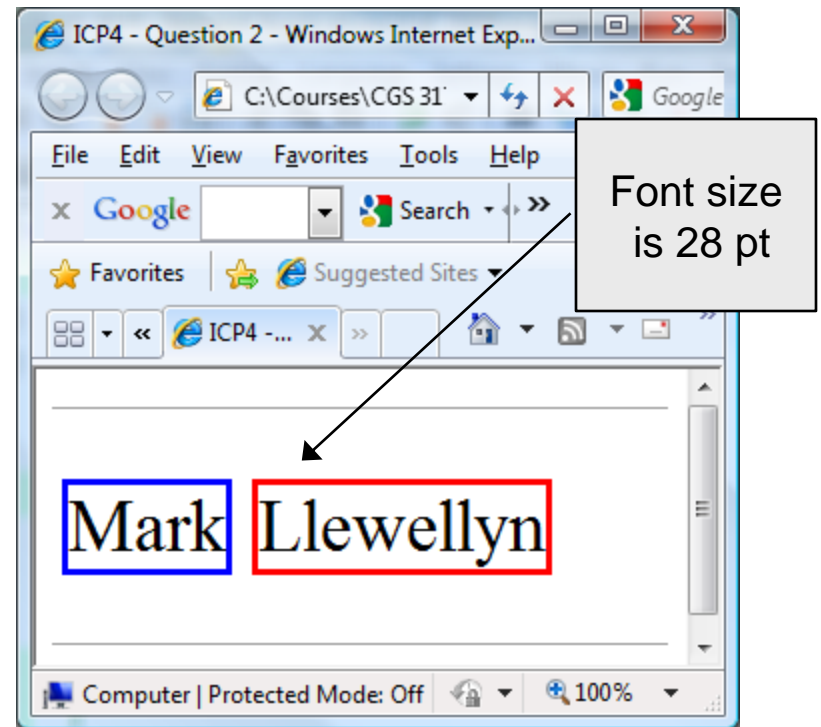 ICP4 - Question 2 - Windows Internet Exp...
C:\Courses\CGS 31 Google
File Edit View Favorites Tools Help
x Google Search »
Font size
is 28 pt
Favorites Suggested Sites
« ICP4 -... x » »
Mark Llewellyn
Computer | Protected Mode: Off 100%